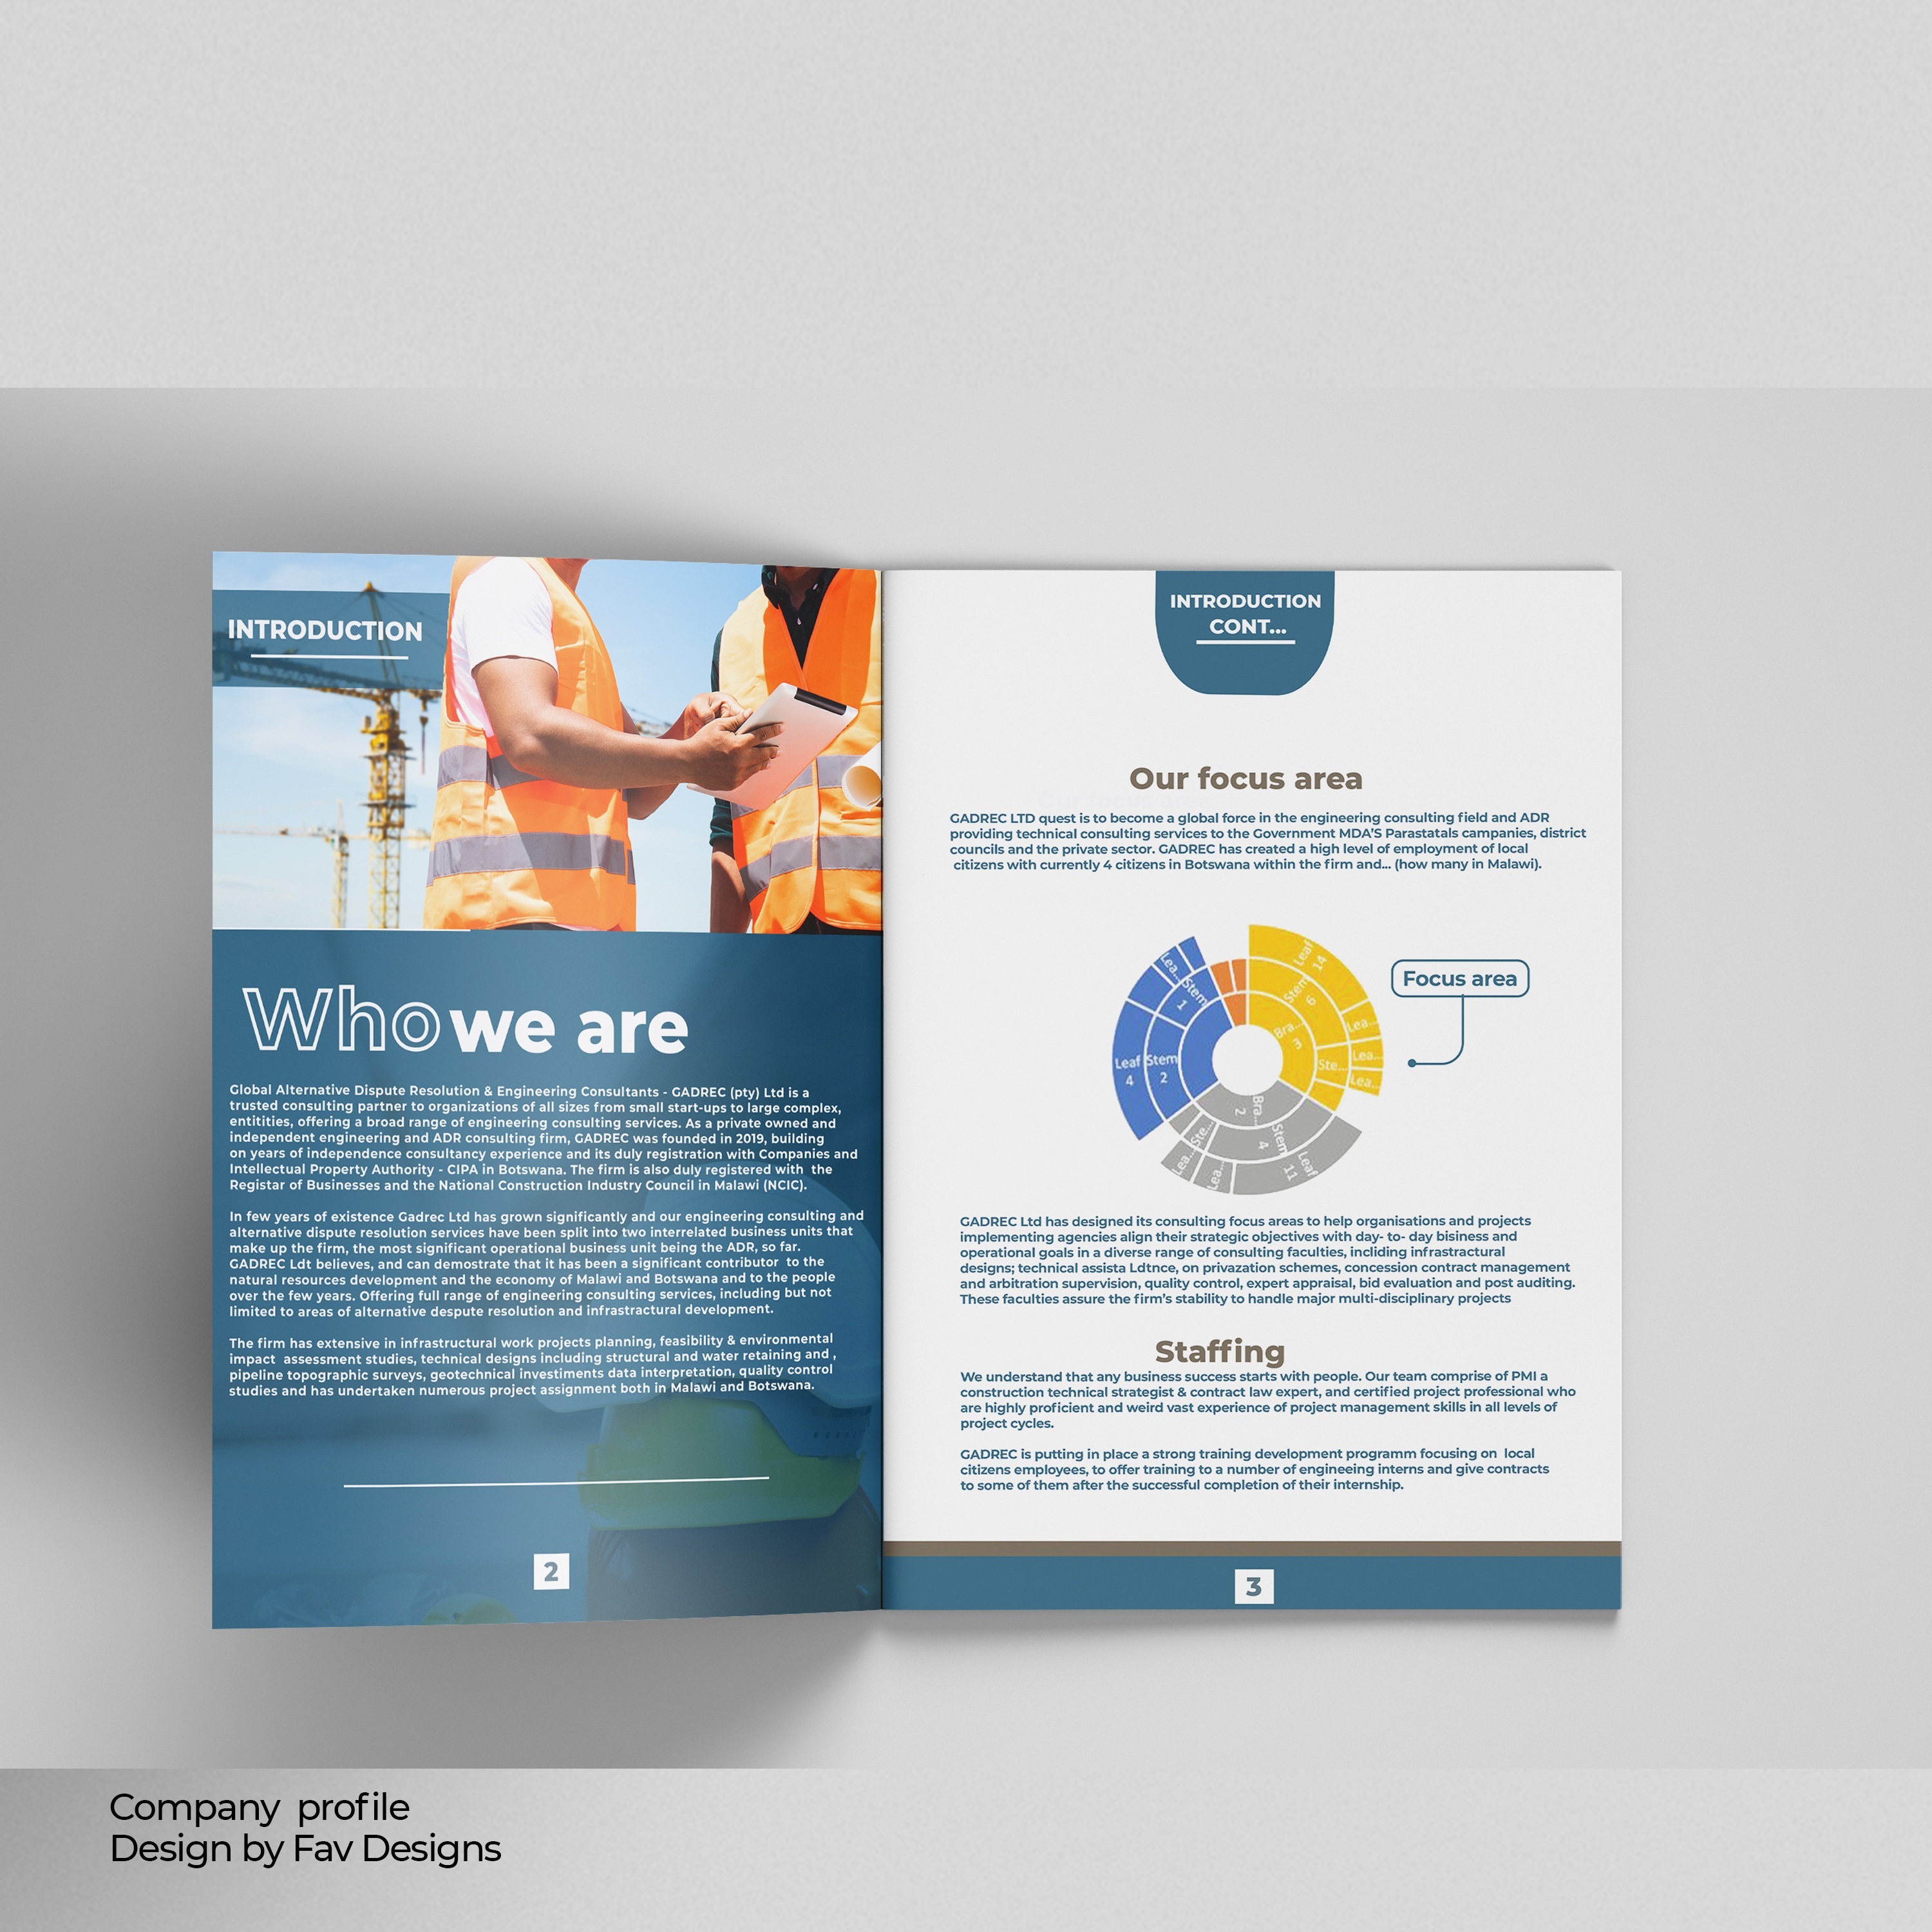 INTRODUCTION
Who we are
Global Alternative Dispute Resolution & Engineering Consultants - GADREC (pty) Ltd is a
trusted consulting partner to organizations of all sizes from small start-ups to large complex,
entitities, offering a broad range of engineering consulting services. As a private owned and
independent engineering and ADR consulting firm, GADREC was founded in 2019, building
on years of independence consultancy experience and its duly registration with Companies and
Intellectual Property Authority - CIPA in Botswana. The firm is also duly registered with the
Registar of Businesses and the National Construction Industry Council in Malawi (NCIC).
In few years of existence Gadrec Ltd has grown significantly and our engineering consulting and
alternative dispute resolution services have been split into two interrelated business units that
make up the firm, the most significant operational business unit being the ADR, so far.
GADREC Ldt believes, and can demostrate that it has been a significant contributor to the
natural resources development and the economy of Malawi and Botswana and to the people
over the few years. Offering full range of engineering consulting services, including but not
limited to areas of alternative despute resolution and infrastractural development.
The firm has extensive in infrastructural work projects planning, feasibility & environmental
impact assessment studies, technical designs including structural and water retaining and ,
pipeline topographic surveys, geotechnical investiments data interpretation, quality control
studies and has undertaken numerous project assignment both in Malawi and Botswana.
2
INTRODUCTION
CONT...
Our focus area
GADREC LTD quest is to become a global force in the engineering consulting field and ADR
providing technical consulting services to the Government MDA'S Parastatals campanies, district
councils and the private sector. GADREC has created a high level of employment of local
citizens with currently 4 citizens in Botswana within the firm and... (how many in Malawi).
Leaf 14
Stem 6
Bra... 3
Lea...
Ste...
Lea...
Lea...
Lea...
Stem 1
Leaf 4
Stem 2
Bra... 2
Ste...
Stem 4
Lea...
Lea...
Leaf 11
Focus area
GADREC Ltd has designed its consulting focus areas to help organisations and projects
implementing agencies align their strategic objectives with day- to- day bisiness and
operational goals in a diverse range of consulting faculties, inciliding infrastractural
designs; technical assista Ldtnce, on privazation schemes, concession contract management
and arbitration supervision, quality control, expert appraisal, bid evaluation and post auditing.
These faculties assure the firm's stability to handle major multi-disciplinary projects
Staffing
We understand that any business success starts with people. Our team comprise of PMI a
construction technical strategist & contract law expert, and certified project professional who
are highly proficient and weird vast experience of project management skills in all levels of
project cycles.
GADREC is putting in place a strong training development programm focusing on local
citizens employees, to offer training to a number of engineeing interns and give contracts
to some of them after the successful completion of their internship.
3
Company profile
Design by Fav Designs